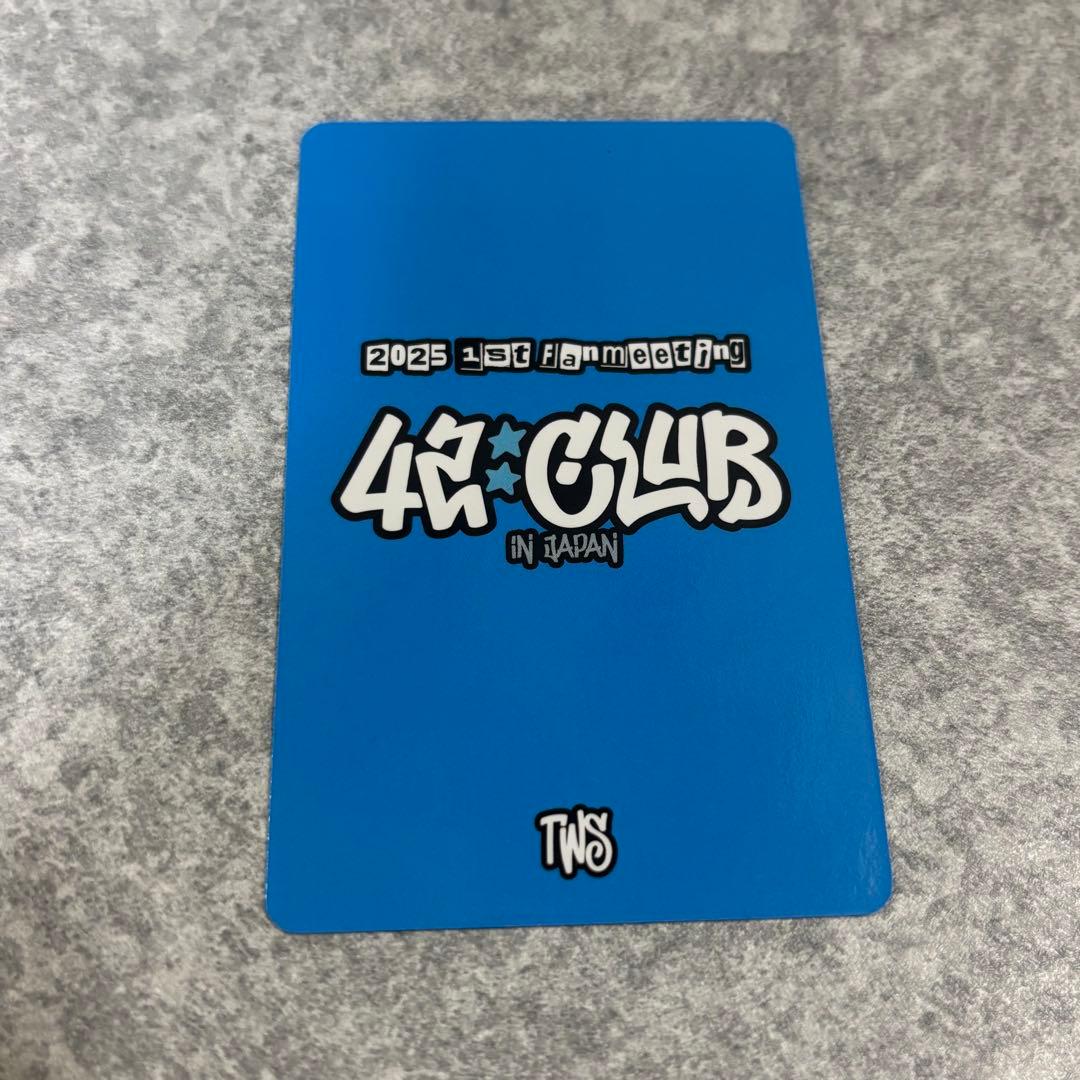 2025 1st fanmeeting
42:CLUB
IN JAPAN
TWS